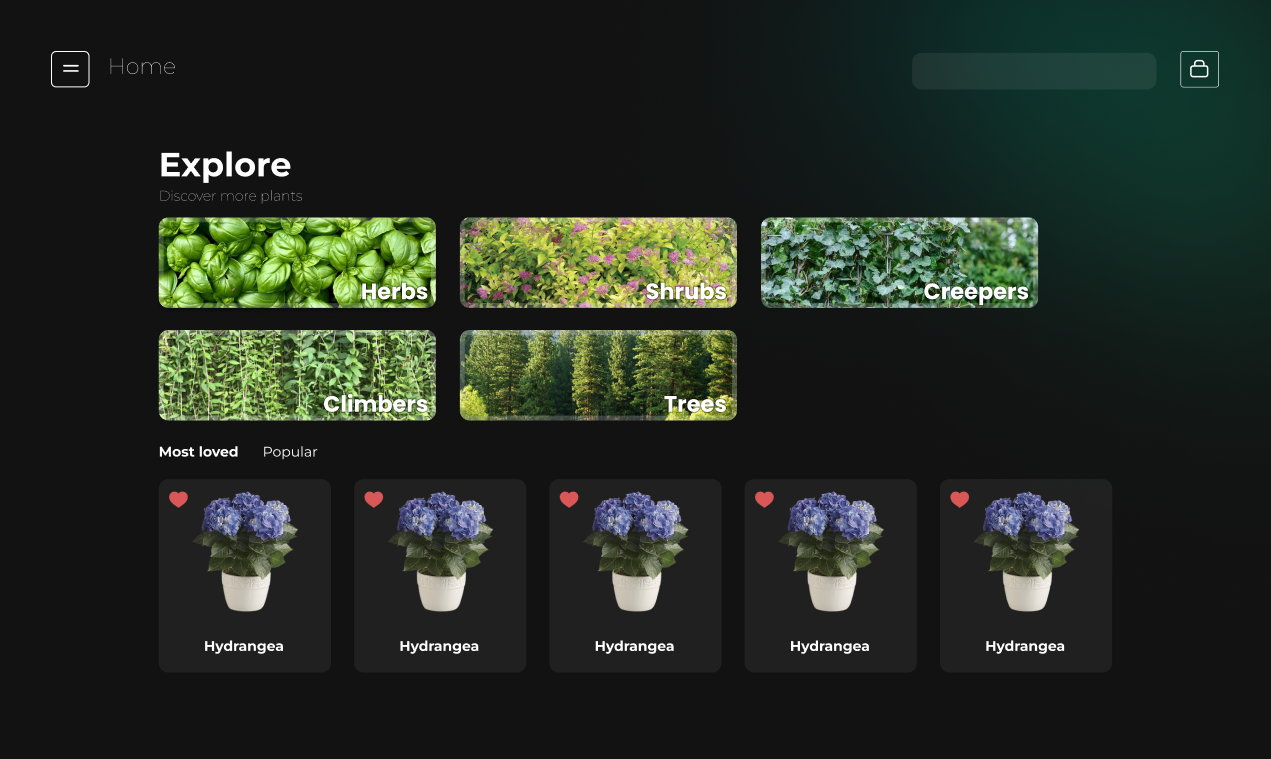 Home
Explore
Discover more plants
Herbs
Shrubs
Creepers
Climbers
Trees
Most loved
Popular
Hydrangea
Hydrangea
Hydrangea
Hydrangea
Hydrangea